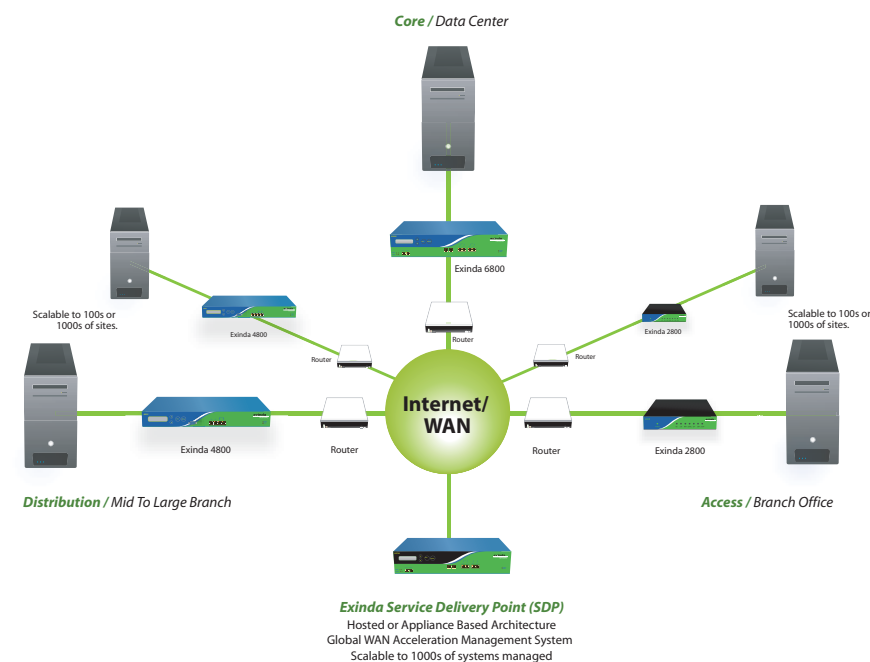 Core / Data Center
Exinda 6800
Router
Scalable to 100s or
1000s of sites.
Exinda 4800
Router
Scalable to 100s or
1000s of sites.
Exinda 2800
Router
Internet/
WAN
Exinda 4800
Router
Router
Exinda 2800
Distribution / Mid To Large Branch
Access / Branch Office
Exinda Service Delivery Point (SDP)
Hosted or Appliance Based Architecture
Global WAN Acceleration Management System
Scalable to 1000s of systems managed